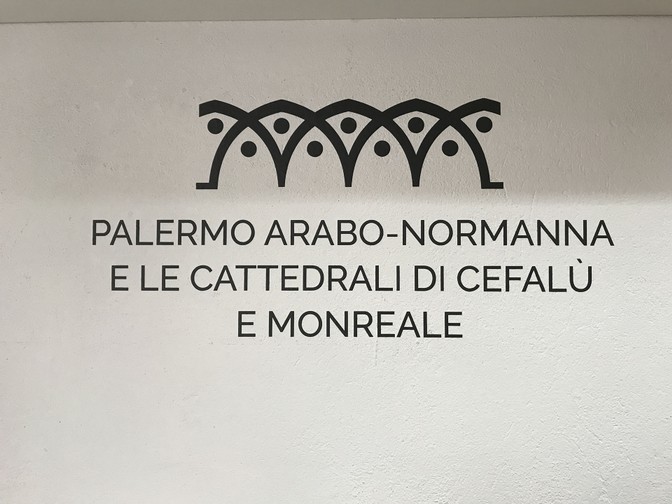 PALERMO ARABO-NORMANNA
E LE CATTEDRALI DI CEFALÙ
E MONREALE